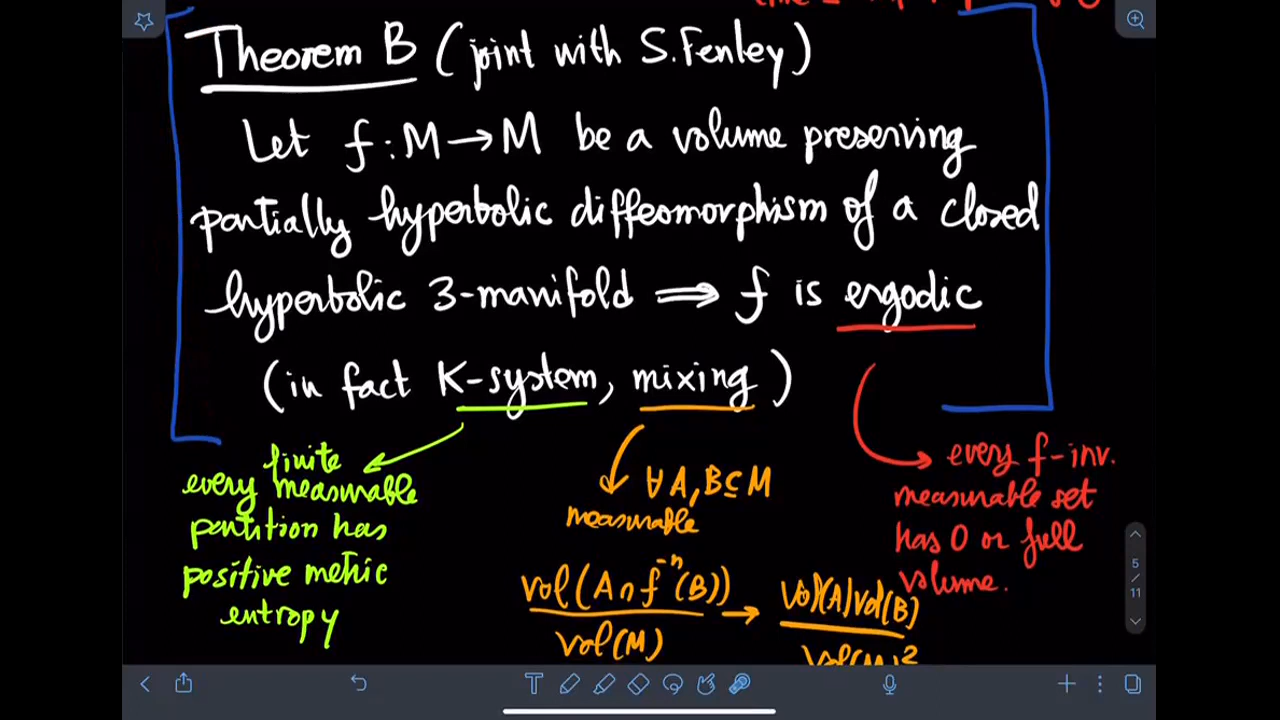 Theorem B (joint with S. Fenley)
Let f : M → M be a volume preserving
partially hyperbolic diffeomorphism of a closed
hyperbolic 3-manifold ⟹ f is ergodic
(in fact K-system, mixing)
finite
every measurable
partition has
positive metric
entropy
∀ A, B ⊆ M
measurable
vol(A ∩ f^{-n}(B)) / vol(M) → vol(A) vol(B) / vol(M)^2
every f-inv.
measurable set
has 0 or full
volume.
5
/
11